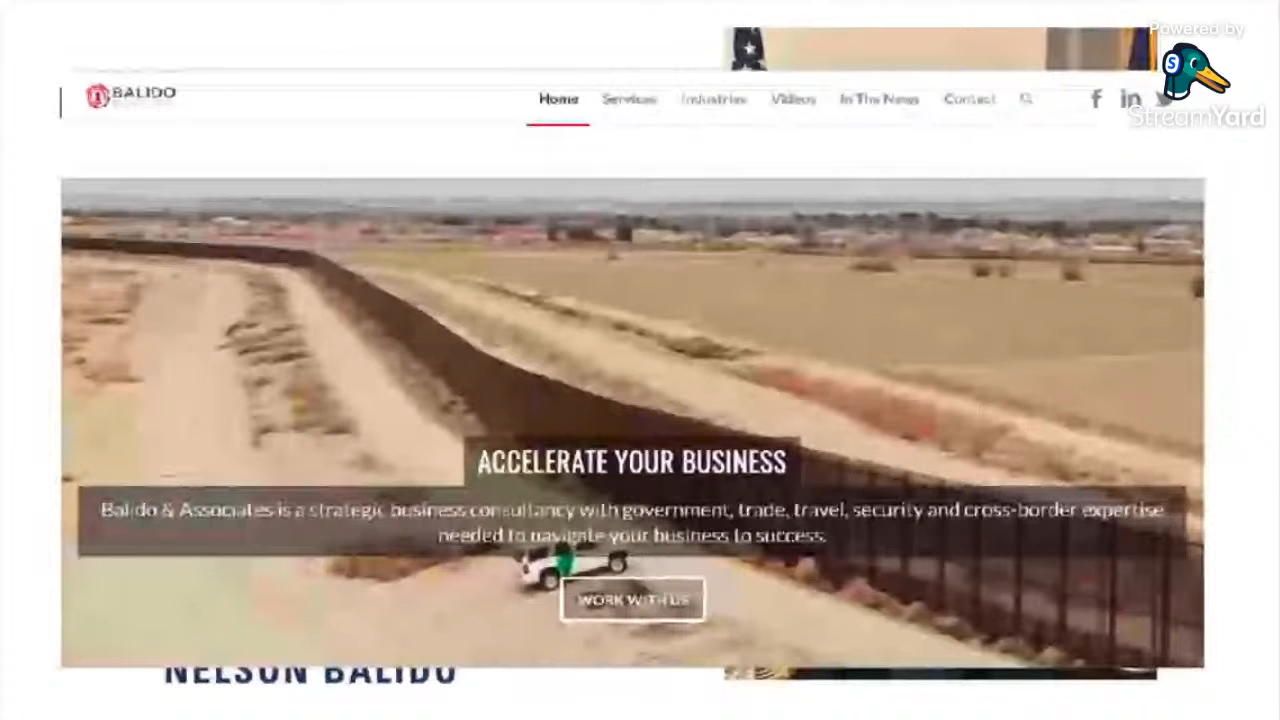 Powered by
StreamYard
BALIDO
Home Services Industries Videos In The News Contact
ACCELERATE YOUR BUSINESS
Balido & Associates is a strategic business consultancy with government, trade, travel, security and cross-border expertise
needed to navigate your business to success.
WORK WITH US
NELSON BALIDO